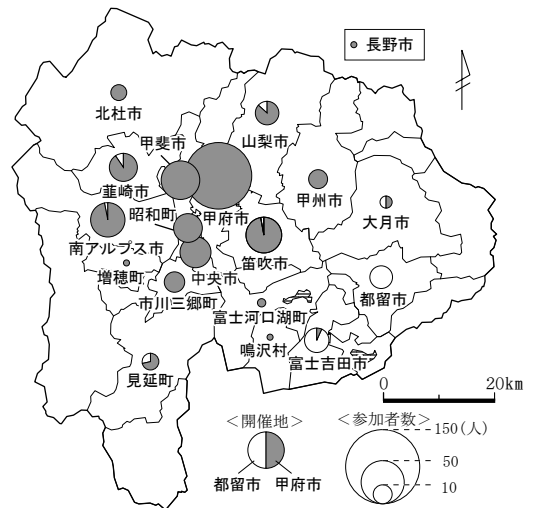 長野市
北杜市
甲斐市
山梨市
韮崎市
昭和町
甲府市
甲州市
大月市
南アルプス市
笛吹市
増穂町
中央市
都留市
市川三郷町
富士河口湖町
鳴沢村
富士吉田市
見延町
0 20km
＜開催地＞
都留市 甲府市
＜参加者数＞
150(人)
50
10